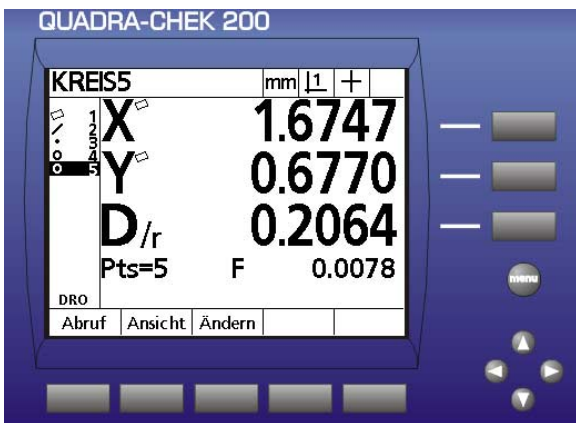 QUADRA-CHEK 200
KREIS5 mm 1
1 X 1.6747
2
3
4 Y 0.6770
5
D/r 0.2064
Pts=5 F 0.0078
DRO
Abruf Ansicht Ändern
menu